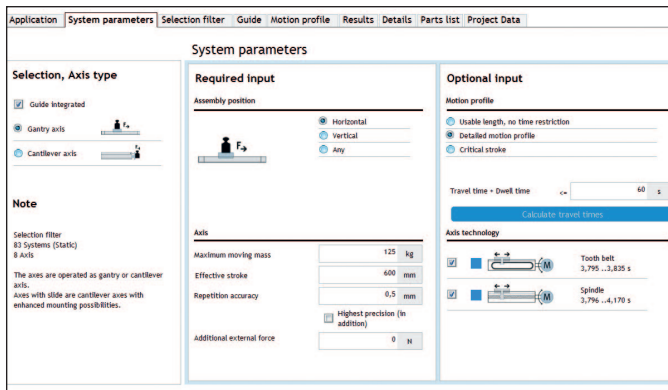 Application System parameters Selection filter Guide Motion profile Results Details Parts list Project Data
System parameters
Selection, Axis type
Guide integrated
Gantry axis
F→
Cantilever axis
F
Note
Selection filter
83 Systems (Static)
8 Axis
The axes are operated as gantry or cantilever
axis.
Axes with slide are cantilever axes with
enhanced mounting possibilities.
Required input
Assembly position
Horizontal
Vertical
Any
F→
Axis
Maximum moving mass 125 kg
Effective stroke 600 mm
Repetition accuracy 0,5 mm
Highest precision (in
addition)
Additional external force 0 N
Optional input
Motion profile
Usable length, no time restriction
Detailed motion profile
Critical stroke
Travel time + Dwell time <= 60 s
Calculate travel times
Axis technology
M
Tooth belt
3,795 ..3,835 s
M
Spindle
3,796 ..4,170 s